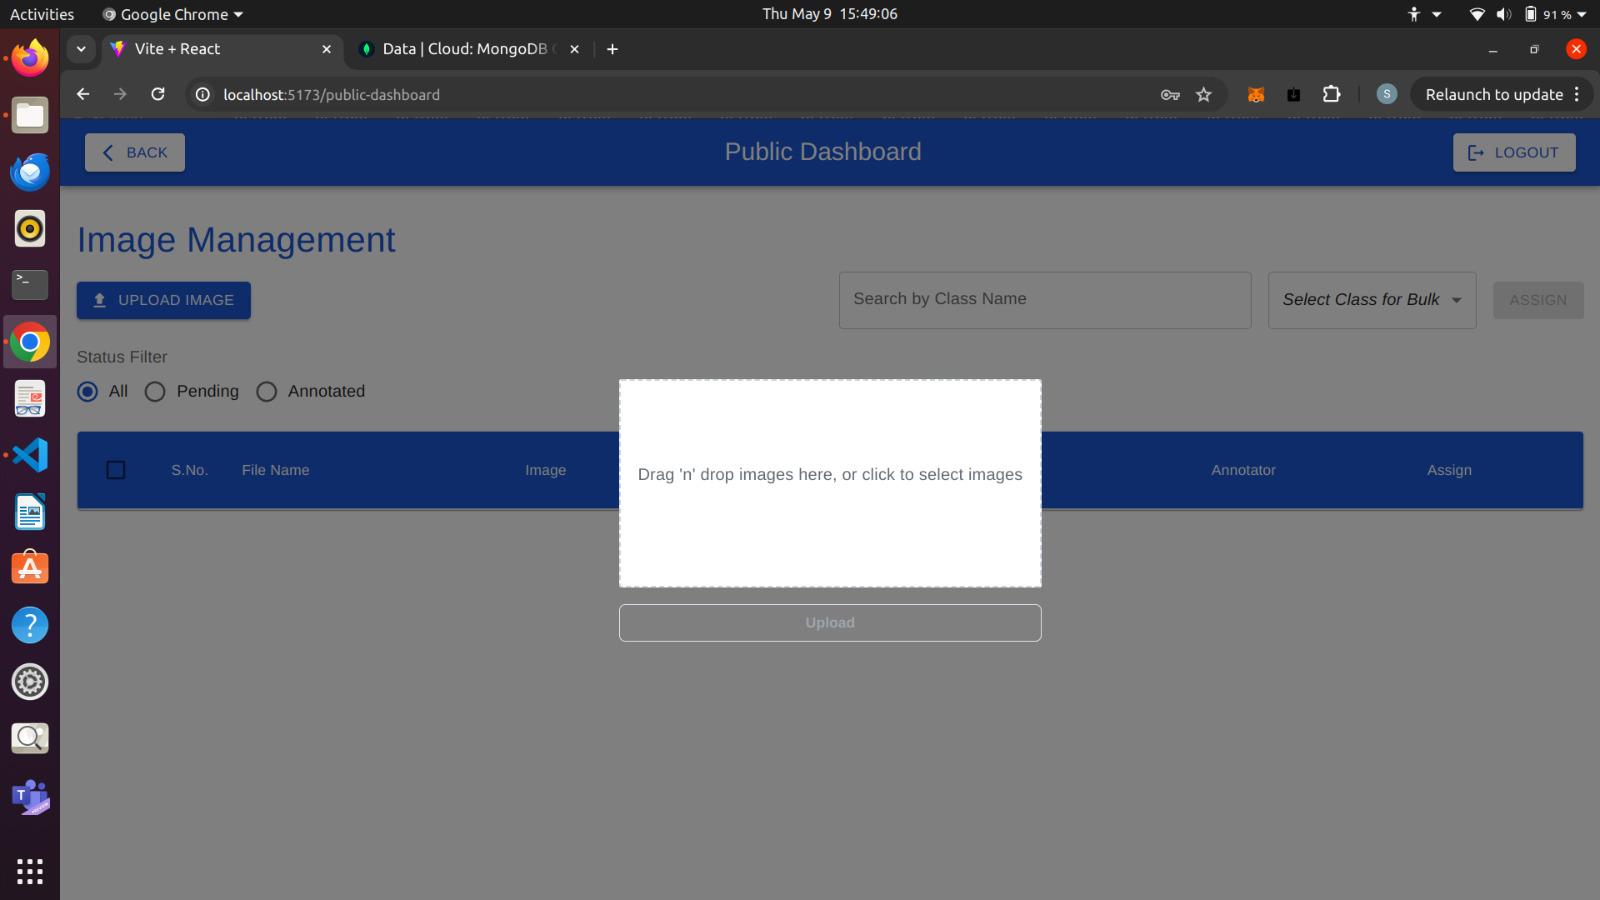 Activities
Google Chrome
Thu May 9 15:49:06
91 %
Vite + React
Data | Cloud: MongoDB
localhost:5173/public-dashboard
S
Relaunch to update
BACK
Public Dashboard
LOGOUT
Image Management
UPLOAD IMAGE
Search by Class Name
Select Class for Bulk
ASSIGN
Status Filter
All
Pending
Annotated
S.No.
File Name
Image
Annotator
Assign
Drag 'n' drop images here, or click to select images
Upload